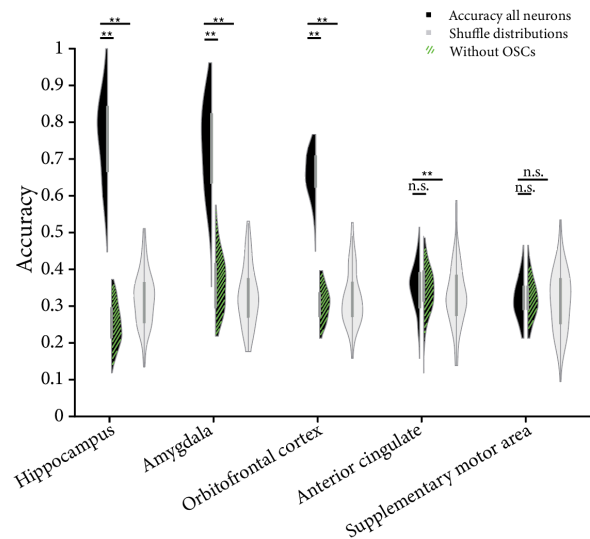 Accuracy all neurons
Shuffle distributions
Without OSCs
** ** **
** ** **
** n.s.
n.s. n.s.
Accuracy
1
0.9
0.8
0.7
0.6
0.5
0.4
0.3
0.2
0.1
0
Hippocampus
Amygdala
Orbitofrontal cortex
Anterior cingulate
Supplementary motor area